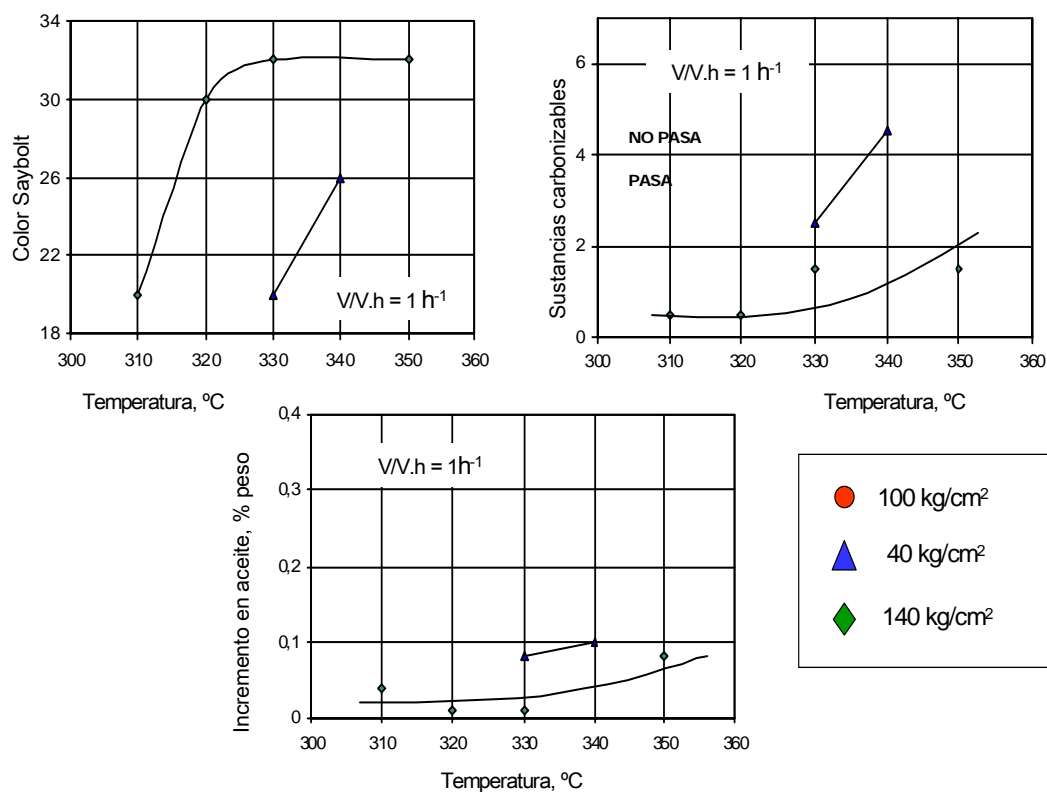 Color Saybolt
34
30
26
22
18
V/V.h = 1 h⁻¹
300 310 320 330 340 350 360
Temperatura, ºC
Sustancias carbonizables
6
4
2
0
V/V.h = 1 h⁻¹
NO PASA
PASA
300 310 320 330 340 350 360
Temperatura, ºC
Incremento en aceite, % peso
0,4
0,3
0,2
0,1
0
V/V.h = 1h⁻¹
300 310 320 330 340 350 360
Temperatura, ºC
100 kg/cm²
40 kg/cm²
140 kg/cm²